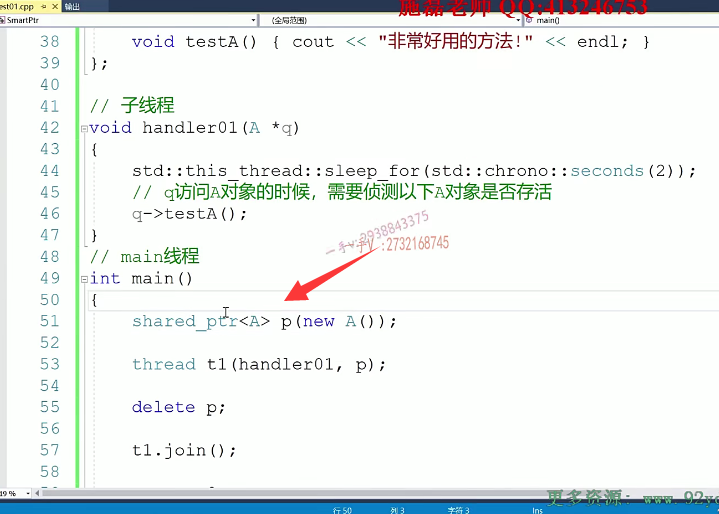 est01.cpp 输出
施磊老师 QQ:413246753
SmartPtr (全局范围) main()
38 void testA() { cout << "非常好用的方法!" << endl; }
39 };
40
41 // 子线程
42 void handler01(A *q)
43 {
44 std::this_thread::sleep_for(std::chrono::seconds(2));
45 // q访问A对象的时候，需要侦测以下A对象是否存活
46 q->testA();
47 }
48 // main线程
49 int main()
50 {
51 shared_ptr<A> p(new A());
52
53 thread t1(handler01, p);
54
55 delete p;
56
57 t1.join();
58
一手v:2938843375
一手V :2732168745
更多资源: www.92yo
行 50 列 3 字符 3 Ins